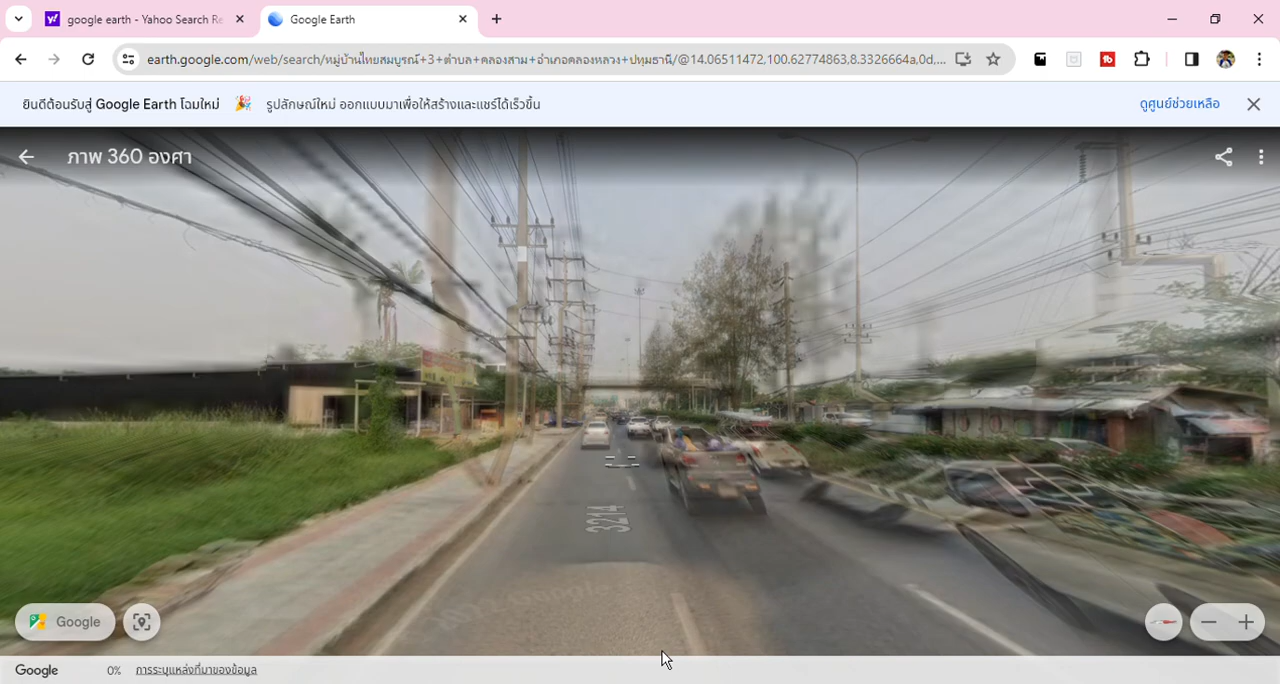 google earth - Yahoo Search Re
Google Earth
earth.google.com/web/search/หมู่บ้านไทยสมบูรณ์+3+ตำบล+คลองสาม+อำเภอคลองหลวง+ปทุมธานี/@14.06511472,100.62774863,8.3326664a,0d,...
ยินดีต้อนรับสู่ Google Earth โฉมใหม่ 🎉 รูปลักษณ์ใหม่ ออกแบบมาเพื่อให้สร้างและแชร์ได้เร็วขึ้น
ดูศูนย์ช่วยเหลือ
ภาพ 360 องศา
3214
Google
Google 0% การระบุแหล่งที่มาของข้อมูล